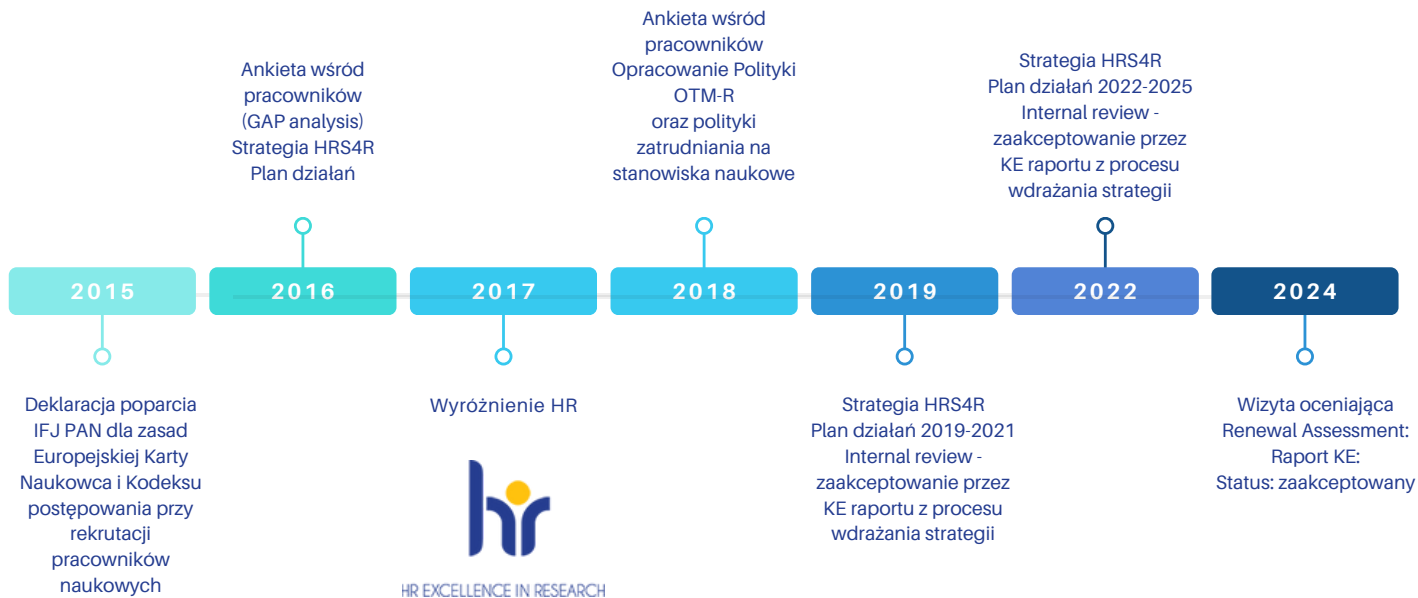 Ankieta wśród
pracowników
(GAP analysis)
Strategia HRS4R
Plan działań
Ankieta wśród
pracowników
Opracowanie Polityki
OTM-R
oraz polityki
zatrudniania na
stanowiska naukowe
Strategia HRS4R
Plan działań 2022-2025
Internal review -
zaakceptowanie przez
KE raportu z procesu
wdrażania strategii
2015
2016
2017
2018
2019
2022
2024
Deklaracja poparcia
IFJ PAN dla zasad
Europejskiej Karty
Naukowca i Kodeksu
postępowania przy
rekrutacji
pracowników
naukowych
Wyróżnienie HR
hr
HR EXCELLENCE IN RESEARCH
Strategia HRS4R
Plan działań 2019-2021
Internal review -
zaakceptowanie przez
KE raportu z procesu
wdrażania strategii
Wizyta oceniająca
Renewal Assessment:
Raport KE:
Status: zaakceptowany